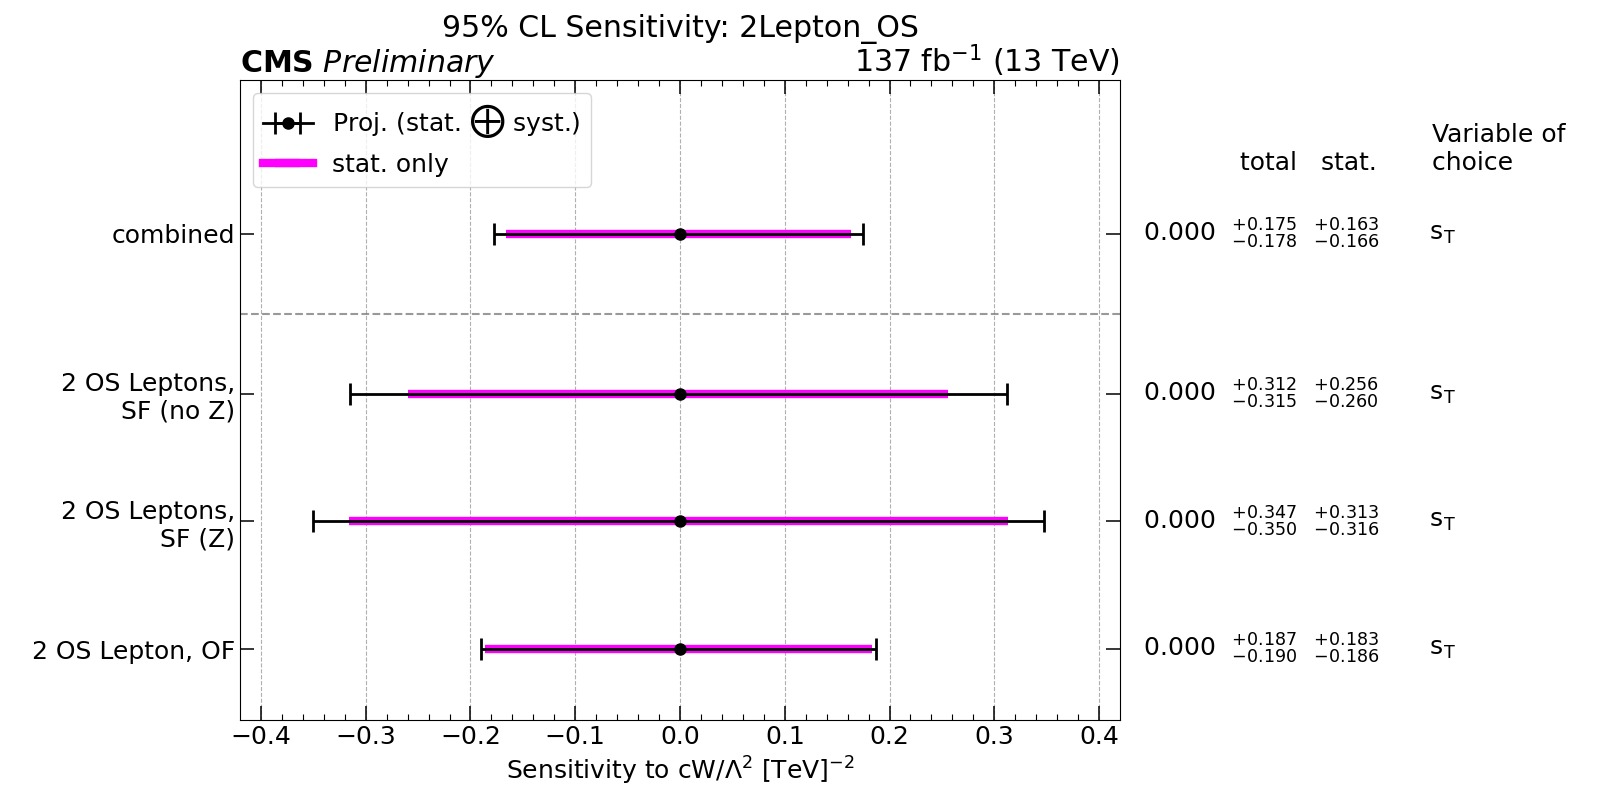 95% CL Sensitivity: 2Lepton_OS
CMS Preliminary 137 fb⁻¹ (13 TeV)
Proj. (stat. ⊕ syst.)
stat. only
total stat. Variable of
choice
combined 0.000 +0.175 −0.178 +0.163 −0.166 s_T
2 OS Leptons,
SF (no Z) 0.000 +0.312 −0.315 +0.256 −0.260 s_T
2 OS Leptons,
SF (Z) 0.000 +0.347 −0.350 +0.313 −0.316 s_T
2 OS Lepton, OF 0.000 +0.187 −0.190 +0.183 −0.186 s_T
−0.4 −0.3 −0.2 −0.1 0.0 0.1 0.2 0.3 0.4
Sensitivity to cW/Λ² [TeV]⁻²